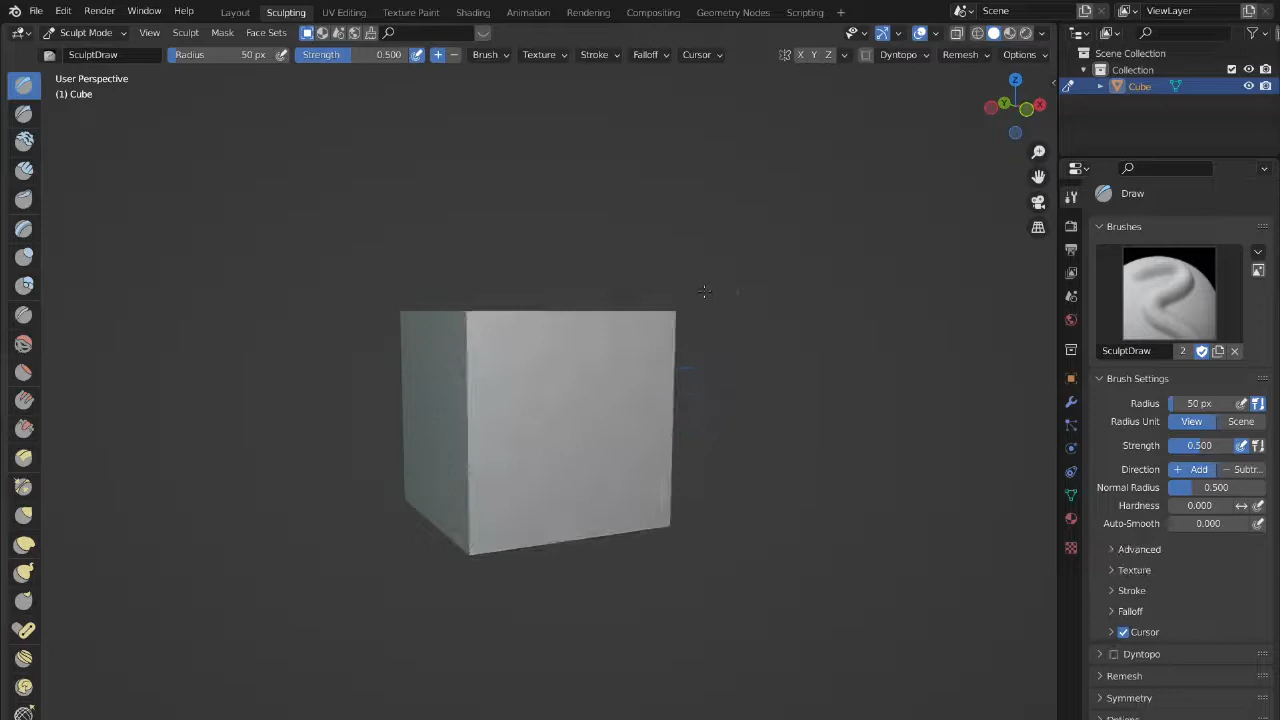 File Edit Render Window Help Layout Sculpting UV Editing Texture Paint Shading Animation Rendering Compositing Geometry Nodes Scripting + Scene ViewLayer
Sculpt Mode View Sculpt Mask Face Sets
SculptDraw Radius 50 px Strength 0.500 + − Brush Texture Stroke Falloff Cursor X Y Z Dyntopo Remesh Options
User Perspective
(1) Cube
Z
Y X
Scene Collection
Collection
Cube
Draw
Brushes
SculptDraw 2
Brush Settings
Radius 50 px
Radius Unit View Scene
Strength 0.500
Direction + Add − Subtr...
Normal Radius 0.500
Hardness 0.000
Auto-Smooth 0.000
Advanced
Texture
Stroke
Falloff
Cursor
Dyntopo
Remesh
Symmetry
Options